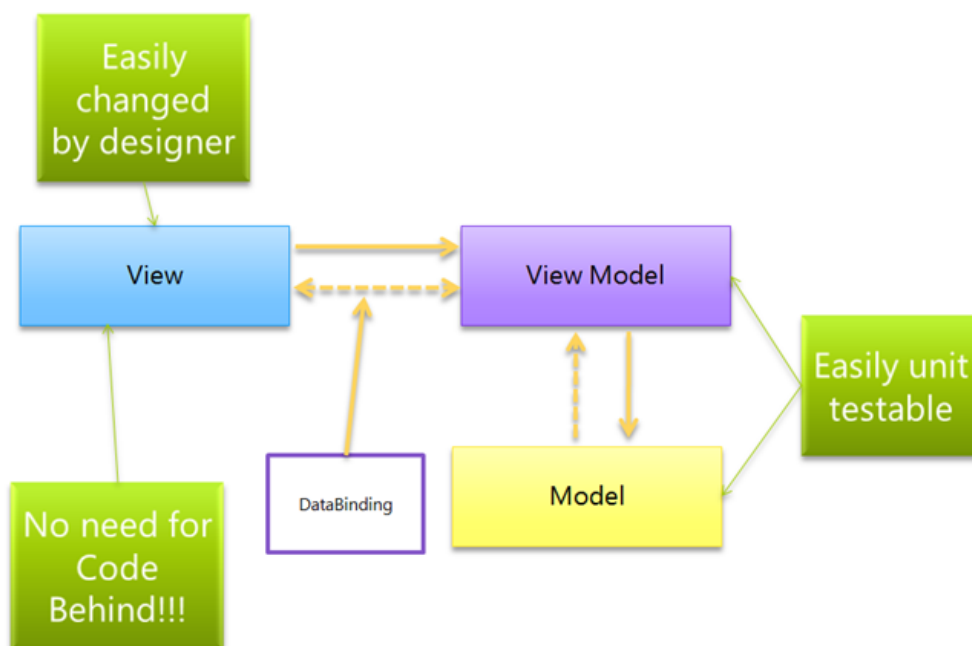 Easily
changed
by designer
View
View Model
Easily unit
testable
DataBinding
Model
No need for
Code
Behind!!!